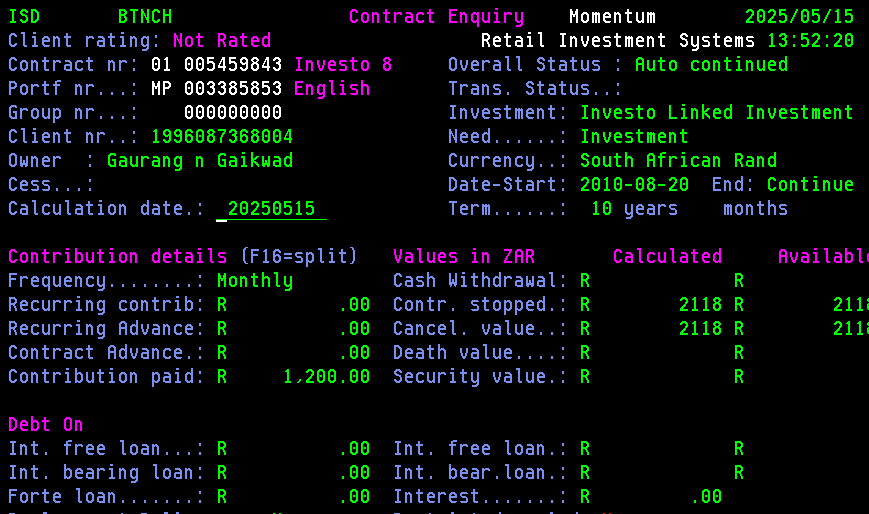 ISD BTNCH Contract Enquiry Momentum 2025/05/15
Client rating: Not Rated Retail Investment Systems 13:52:20
Contract nr: 01 005459843 Investo 8 Overall Status : Auto continued
Portf nr...: MP 003385853 English Trans. Status..:
Group nr...: 000000000 Investment: Investo Linked Investment
Client nr..: 1996087368004 Need......: Investment
Owner : Gaurang n Gaikwad Currency..: South African Rand
Cess...: Date-Start: 2010-08-20 End: Continue
Calculation date.: _20250515_ Term......: 10 years months
Contribution details (F16=split) Values in ZAR Calculated Available
Frequency........: Monthly Cash Withdrawal: R R
Recurring contrib: R .00 Contr. stopped.: R 2118 R 2118
Recurring Advance: R .00 Cancel. value..: R 2118 R 2118
Contract Advance.: R .00 Death value....: R R
Contribution paid: R 1,200.00 Security value.: R R
Debt On
Int. free loan...: R .00 Int. free loan.: R R
Int. bearing loan: R .00 Int. bear.loan.: R R
Forte loan.......: R .00 Interest.......: R .00